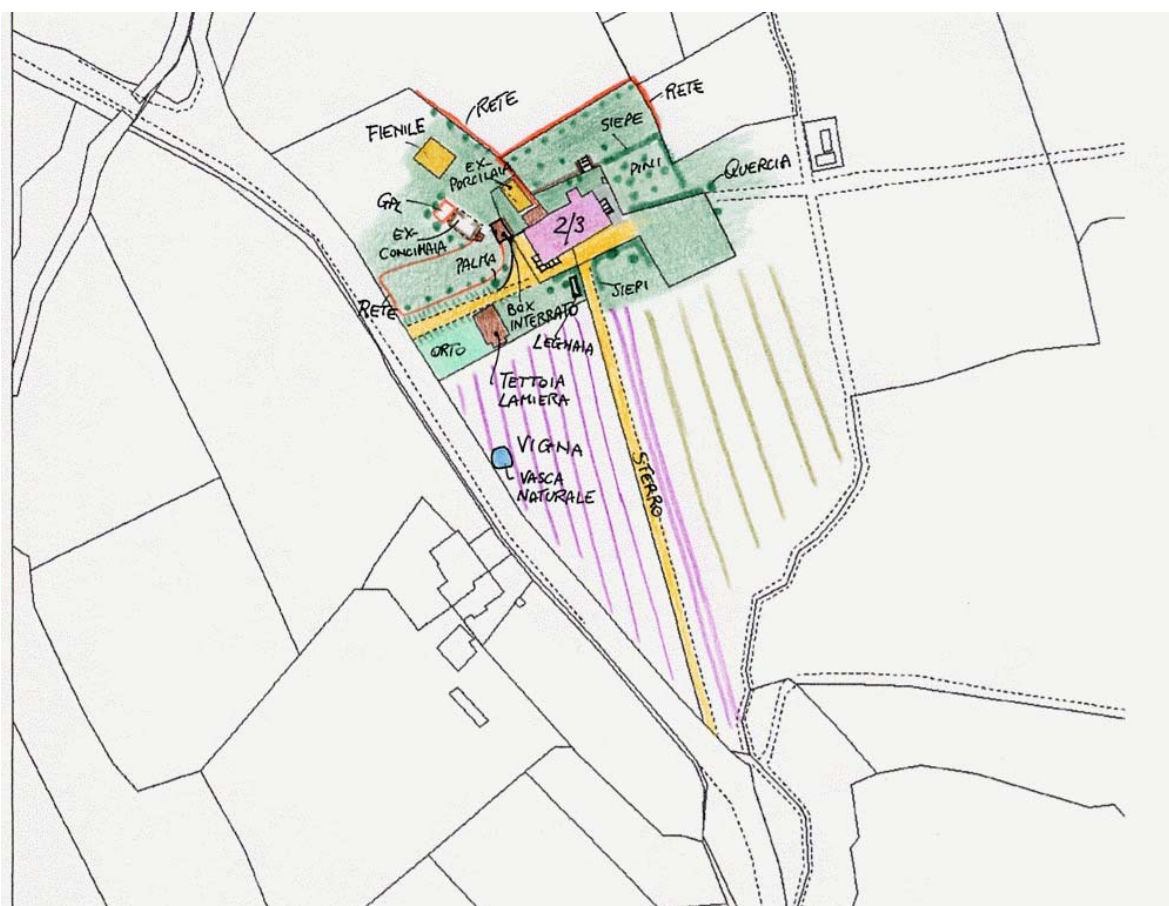 RETE
RETE
FIENILE
SIEPE
EX-
PORCILAIA
PINI
QUERCIA
GPL
EX-
CONCIMAIA
2/3
PALMA
RETE
BOX
INTERRATO
SIEPI
ORTO
LEGNAIA
TETTOIA
LAMIERA
VIGNA
VASCA
NATURALE
STERRO